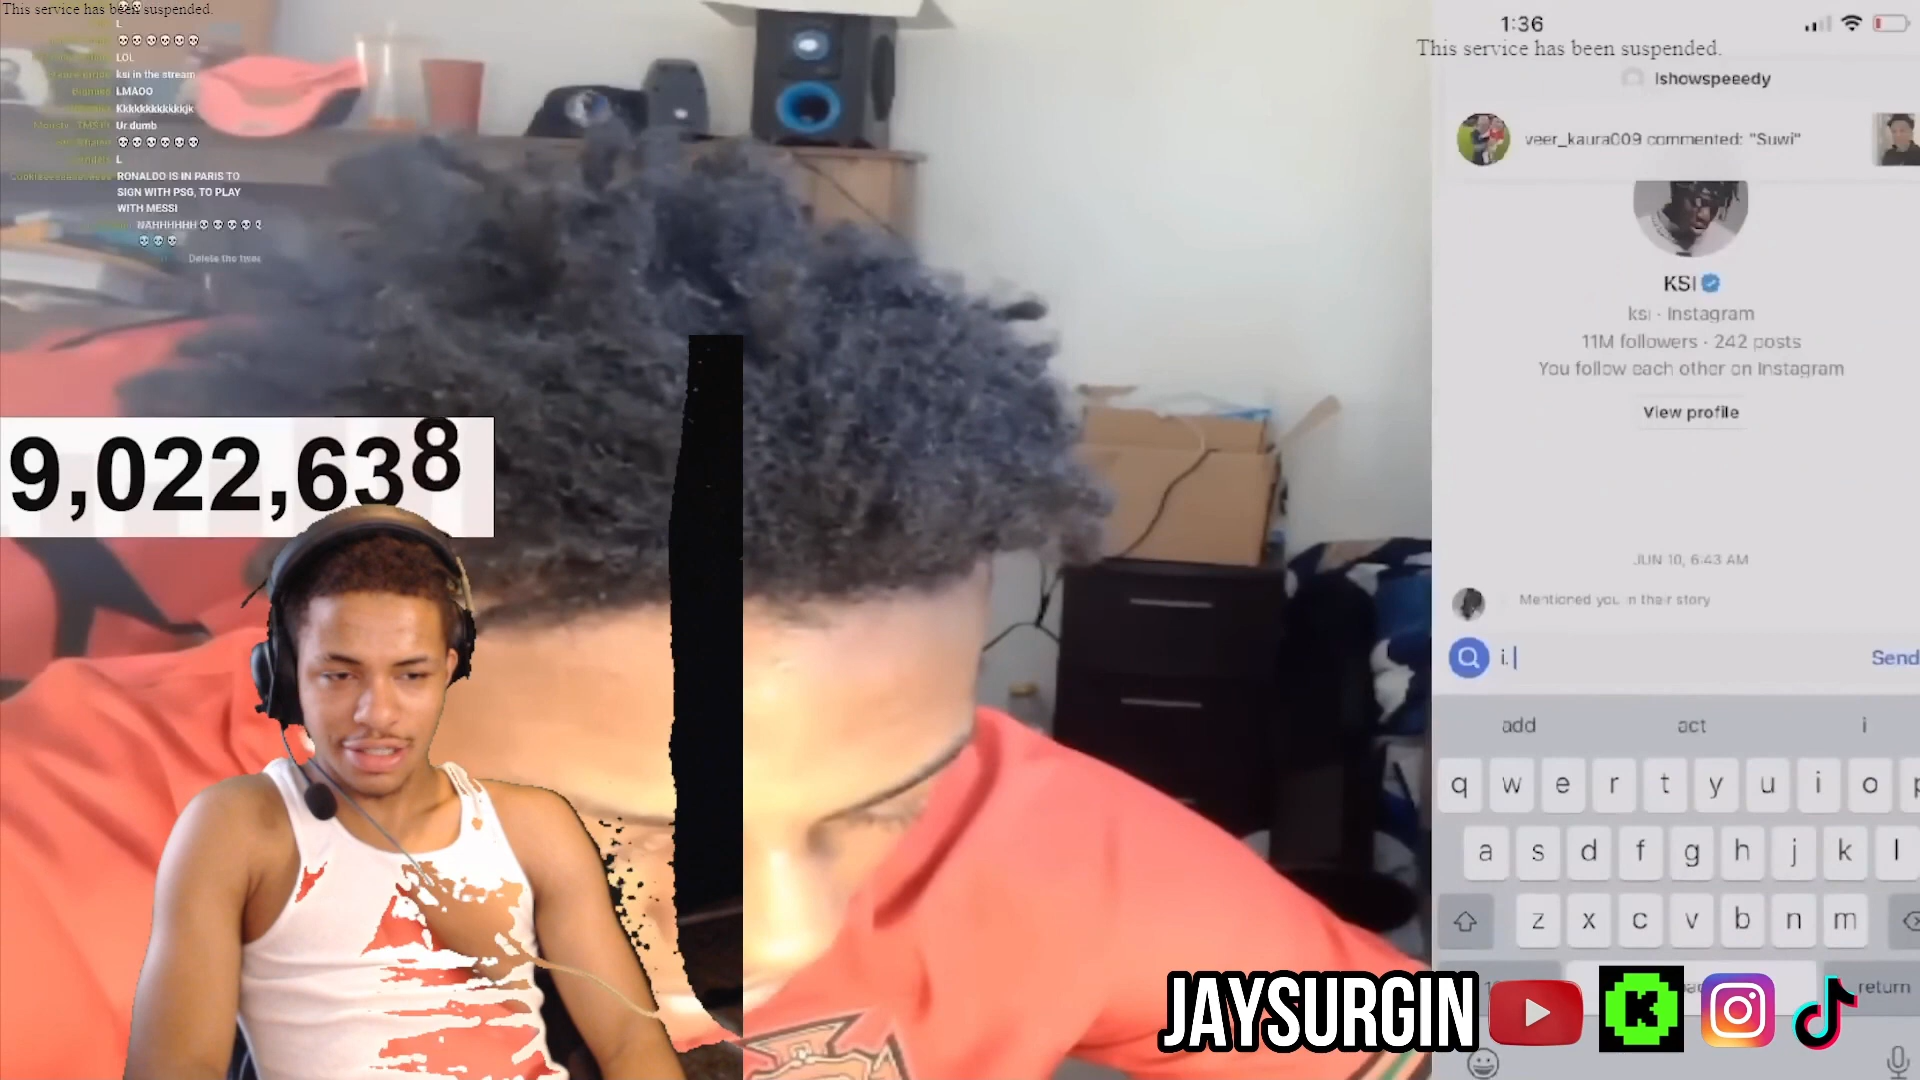 This service has been suspended.
L
LOL
ksi in the stream
LMAOO
Kkkkkkkkkkkjgk
Ur dumb
L
RONALDO IS IN PARIS TO
SIGN WITH PSG, TO PLAY
WITH MESSI
NAHHHHHH
Delete the
9,022,638
1:36
This service has been suspended.
Ishowspeeedy
veer_kaura009 commented: "Suwi"
KSI
ksi · Instagram
11M followers · 242 posts
You follow each other on Instagram
View profile
JUN 10, 6:43 AM
Mentioned you in their story
i.
Send
add act i
q w e r t y u i o p
a s d f g h j k l
z x c v b n m
return
JAYSURGIN
K